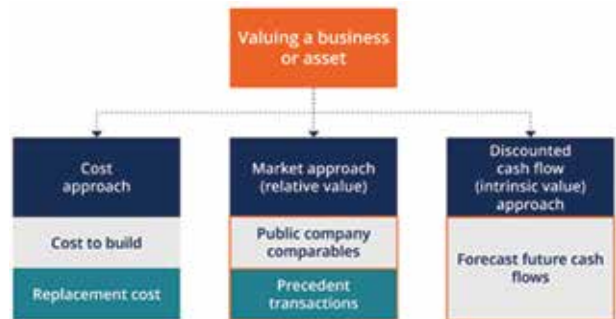 Valuing a business
or asset
Cost
approach
Cost to build
Replacement cost
Market approach
(relative value)
Public company
comparables
Precedent
transactions
Discounted
cash flow
(intrinsic value)
approach
Forecast future cash
flows